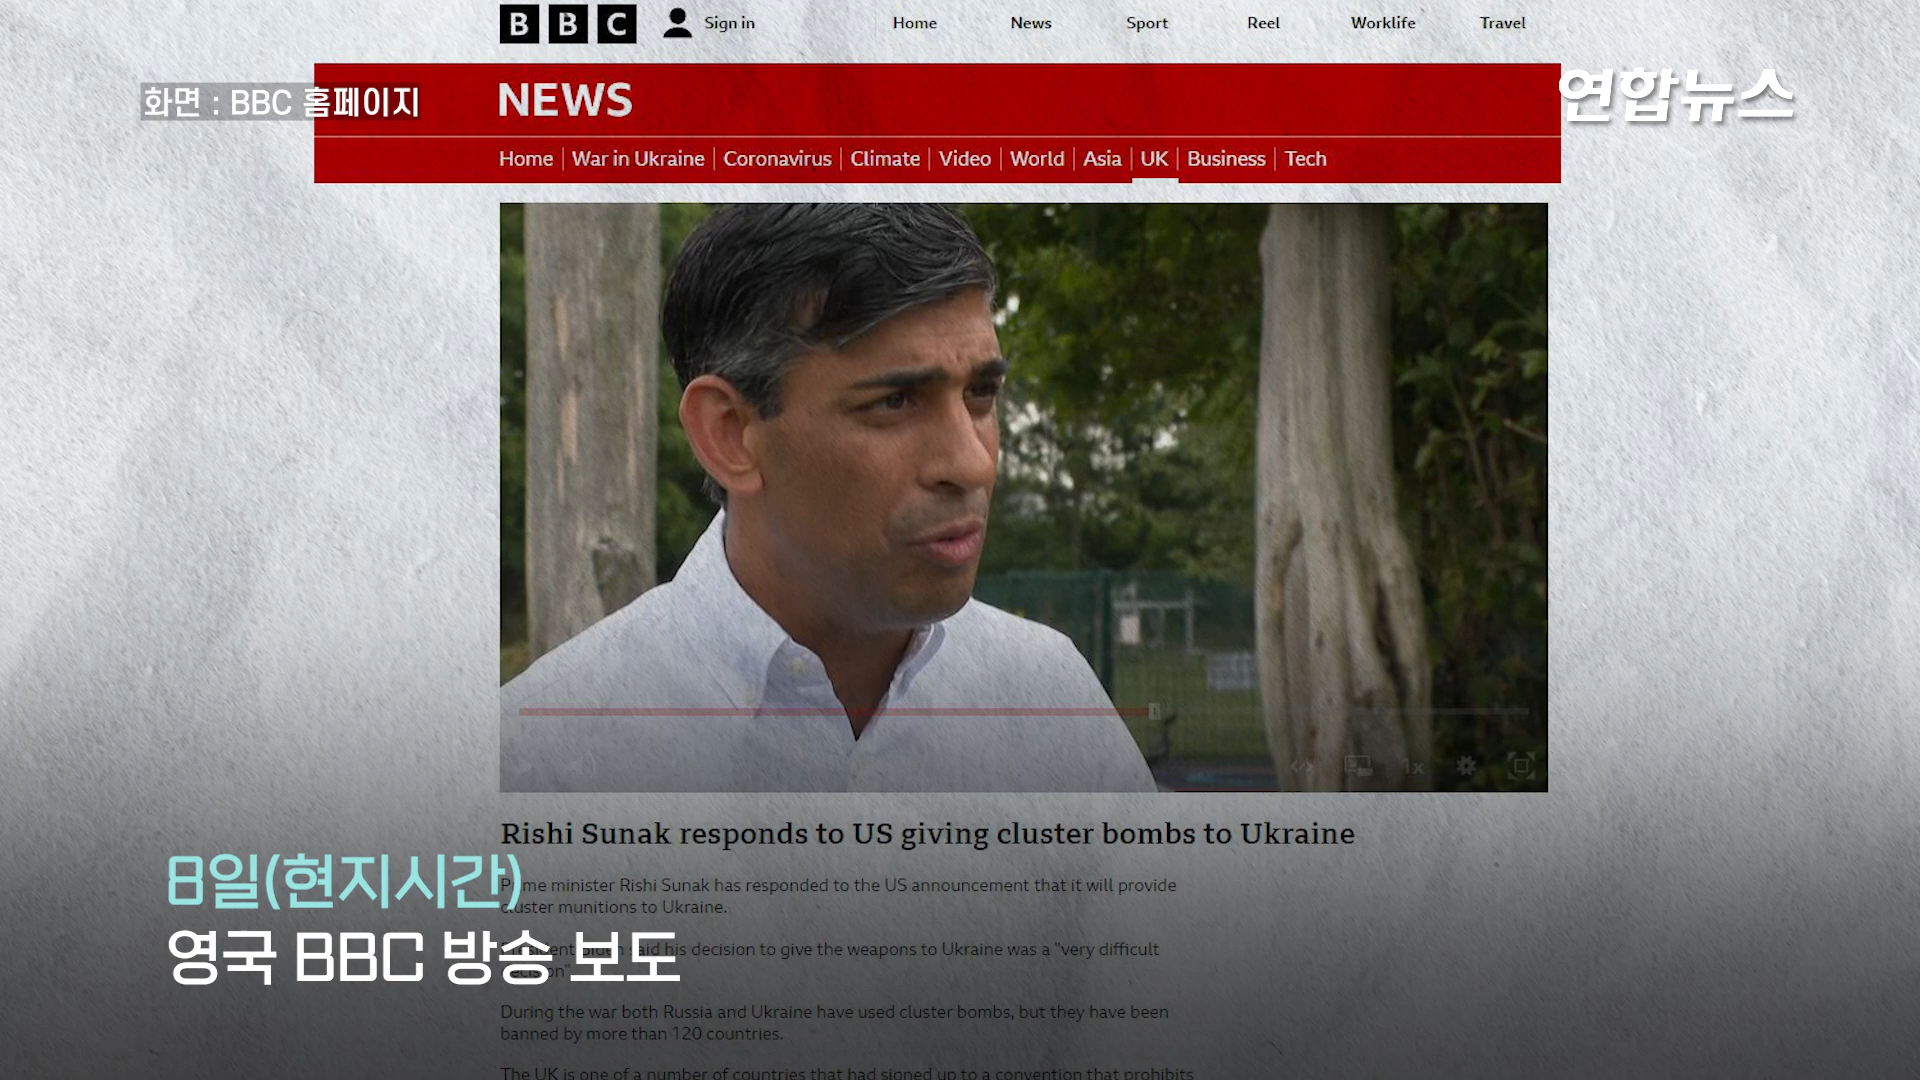 BBC
Sign in
Home
News
Sport
Reel
Worklife
Travel
화면 : BBC 홈페이지
NEWS
연합뉴스
Home
War in Ukraine
Coronavirus
Climate
Video
World
Asia
UK
Business
Tech
1x
Rishi Sunak responds to US giving cluster bombs to Ukraine
Prime minister Rishi Sunak has responded to the US announcement that it will provide
cluster munitions to Ukraine.
President Biden said his decision to give the weapons to Ukraine was a "very difficult
decision"
During the war both Russia and Ukraine have used cluster bombs, but they have been
banned by more than 120 countries.
The UK is one of a number of countries that had signed up to a convention that prohibits
8일(현지시간)
영국 BBC 방송 보도